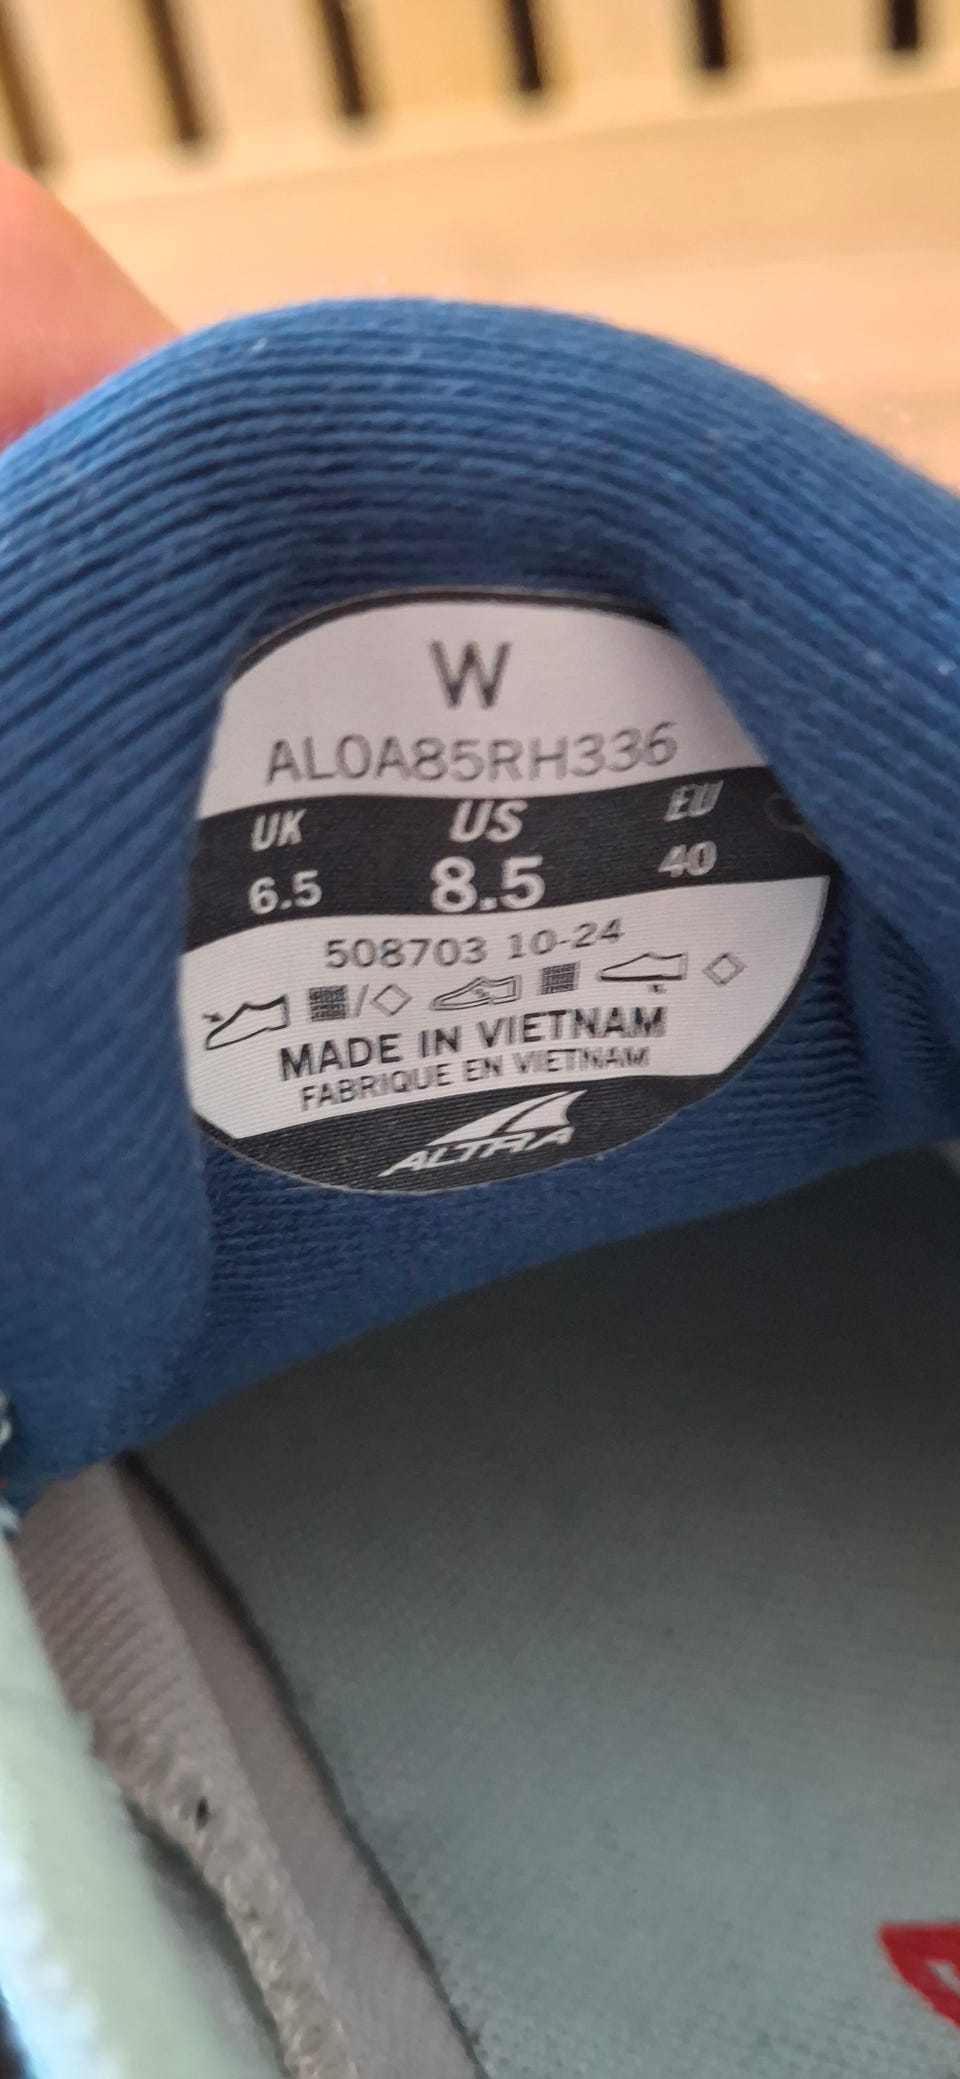 W
AL0A85RH336
UK US EU
6.5 8.5 40
508703 10-24
MADE IN VIETNAM
FABRIQUE EN VIETNAM
ALTRA